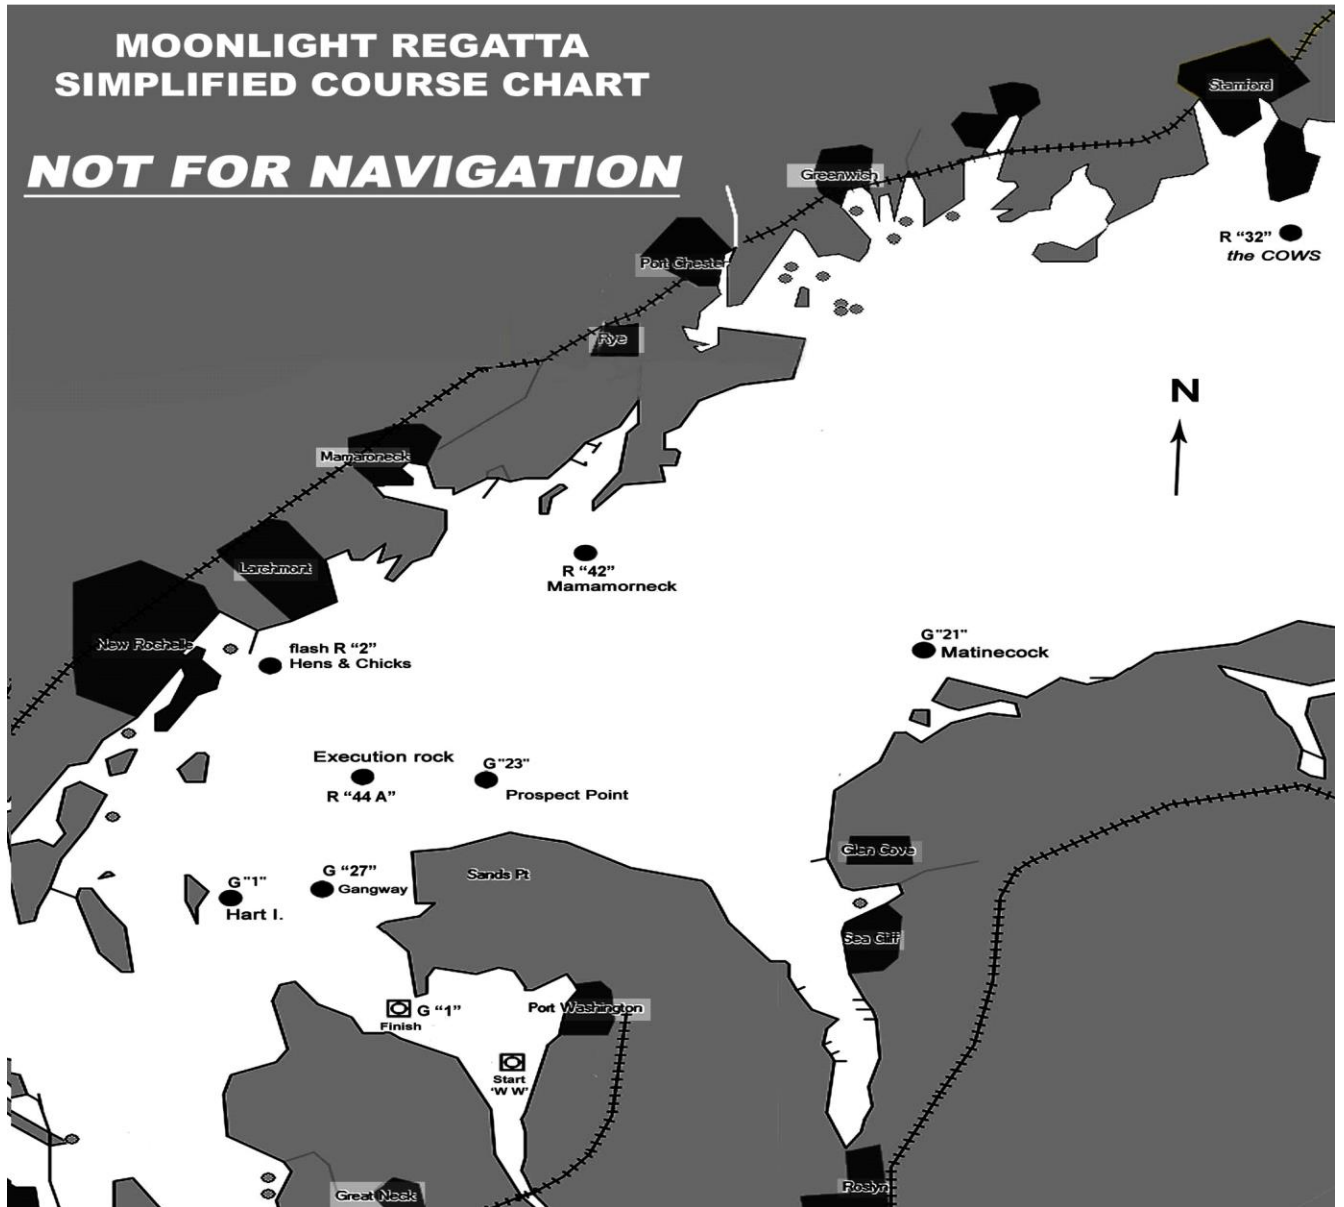 MOONLIGHT REGATTA
SIMPLIFIED COURSE CHART
NOT FOR NAVIGATION
Stamford
Greenwich
R “32”
the COWS
Port Chester
Rye
N
Mamaroneck
Larchmont
R “42”
Mamamorneck
New Rochelle
flash R “2”
Hens & Chicks
G"21"
Matinecock
Execution rock
R “44 A”
G"23"
Prospect Point
Glen Cove
Sands Pt
G "27”
Gangway
G"1"
Hart I.
Sea Cliff
G “1”
Finish
Port Washington
Start
'W W'
Great Neck
Roslyn